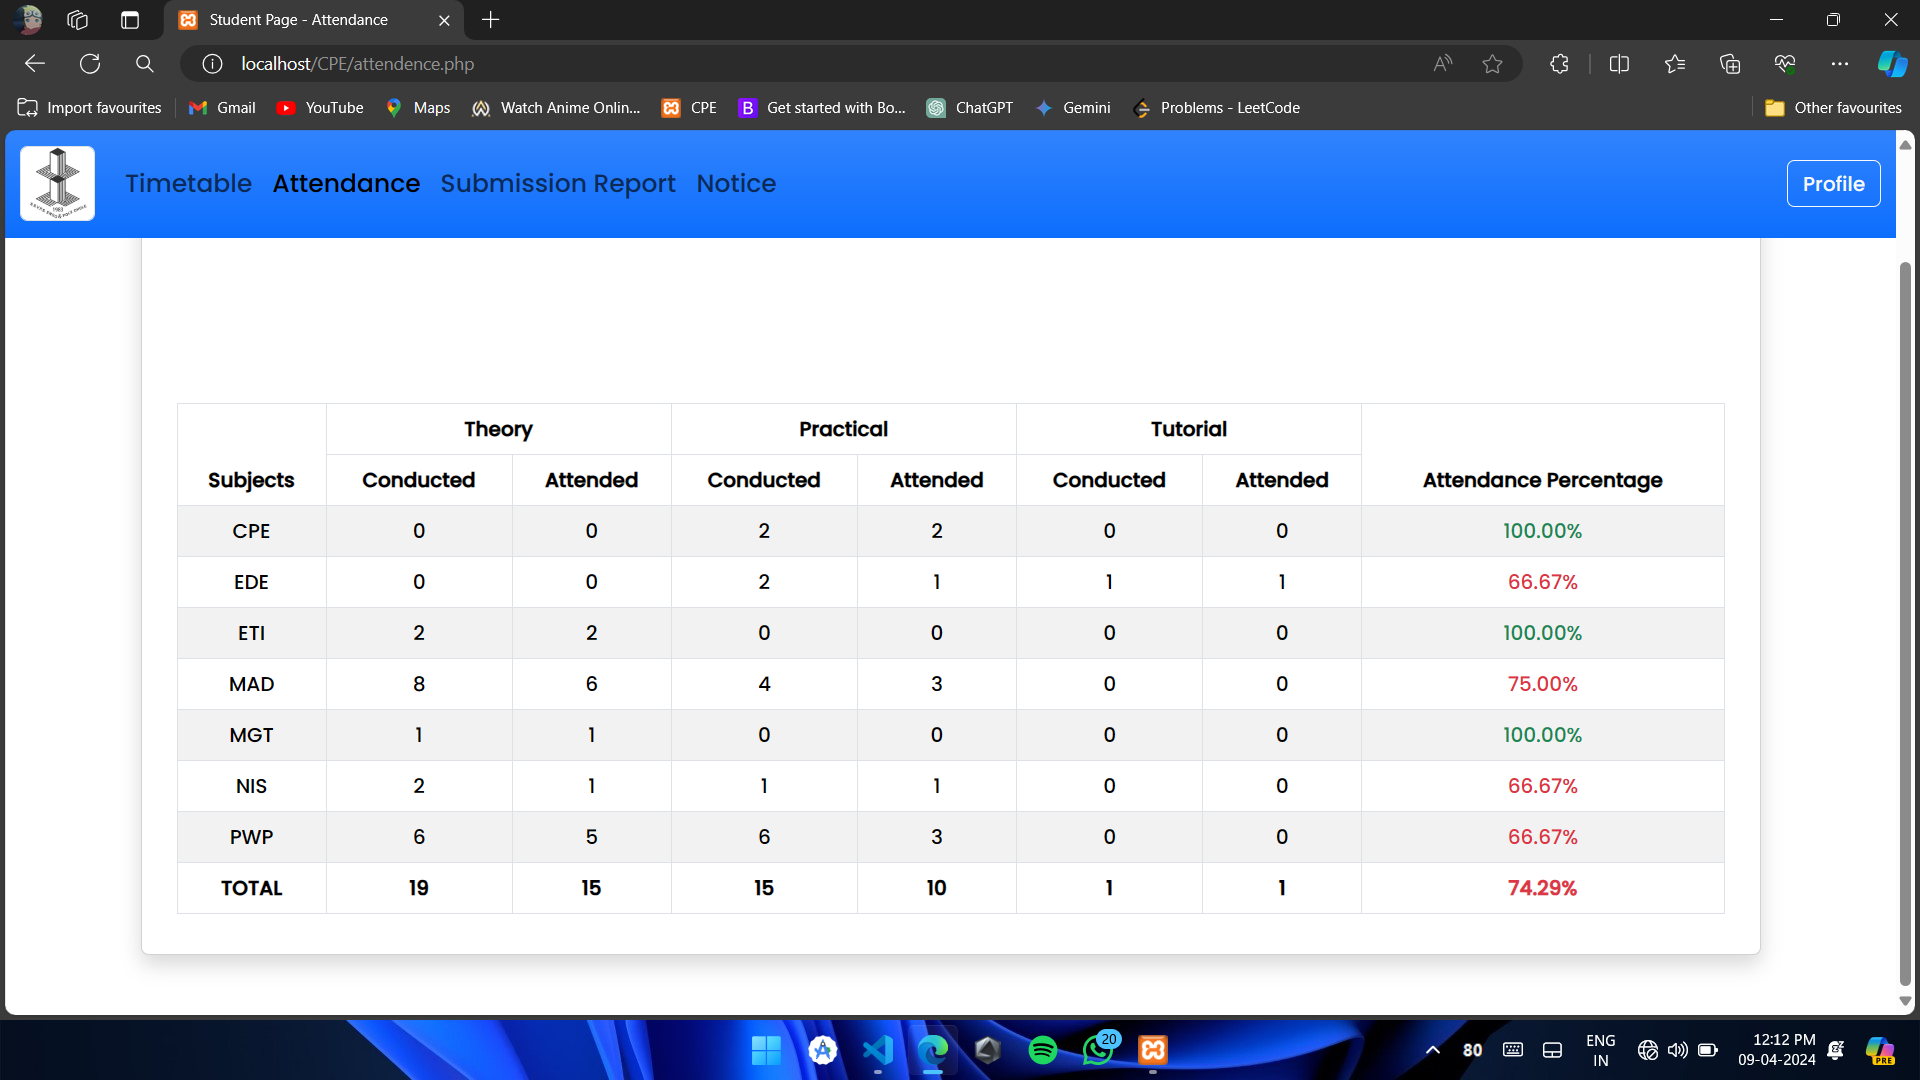 Student Page - Attendance
localhost/CPE/attendence.php
Import favourites Gmail YouTube Maps Watch Anime Onlin... CPE Get started with Bo... ChatGPT Gemini Problems - LeetCode Other favourites
Timetable Attendance Submission Report Notice Profile
1983
Theory Practical Tutorial
Subjects Conducted Attended Conducted Attended Conducted Attended Attendance Percentage
CPE 0 0 2 2 0 0 100.00%
EDE 0 0 2 1 1 1 66.67%
ETI 2 2 0 0 0 0 100.00%
MAD 8 6 4 3 0 0 75.00%
MGT 1 1 0 0 0 0 100.00%
NIS 2 1 1 1 0 0 66.67%
PWP 6 5 6 3 0 0 66.67%
TOTAL 19 15 15 10 1 1 74.29%
20
80
ENG
IN
12:12 PM
09-04-2024
PRE